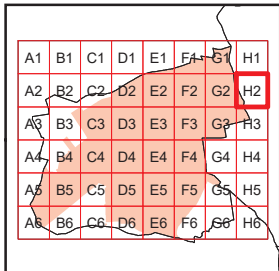 A1 B1 C1 D1 E1 F1 G1 H1
A2 B2 C2 D2 E2 F2 G2 H2
A3 B3 C3 D3 E3 F3 G3 H3
A4 B4 C4 D4 E4 F4 G4 H4
A5 B5 C5 D5 E5 F5 G5 H5
A6 B6 C6 D6 E6 F6 G6 H6